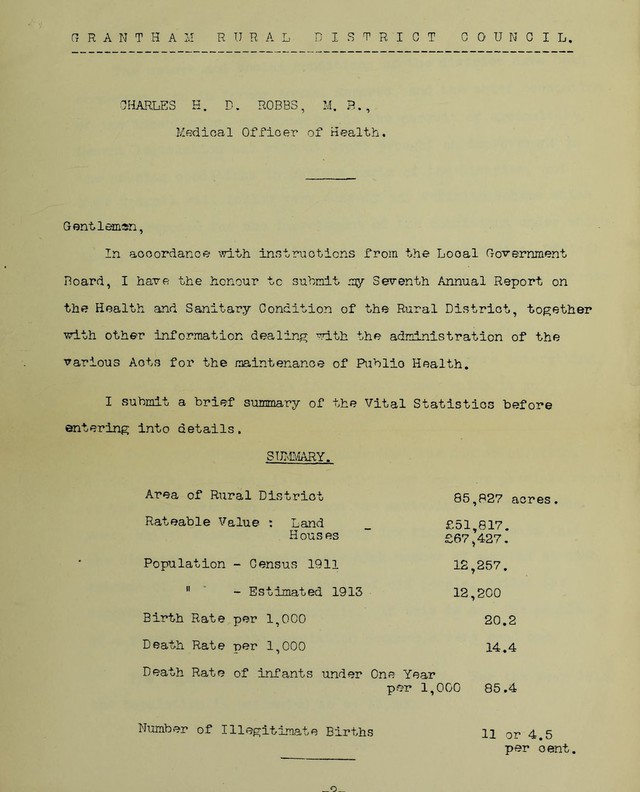 GRANTHAM RURAL DISTRICT COUNCIL.
CHARLES H. D. ROBBS, M. B.,
Medical Officer of Health.
Gentlemen,
In accordance with instructions from the Local Government
Board, I have the honour to submit my Seventh Annual Report on
the Health and Sanitary Condition of the Rural District, together
with other information dealing with the administration of the
various Acts for the maintenance of Public Health.
I submit a brief summary of the Vital Statistics before
entering into details.
SUMMARY.
Area of Rural District 85,827 acres.
Rateable Value : Land - £51,817.
Houses £67,427.
Population - Census 1911 12,257.
" - Estimated 1913 12,200
Birth Rate per 1,000 20.2
Death Rate per 1,000 14.4
Death Rate of infants under One Year
per 1,000 85.4
Number of Illegitimate Births 11 or 4.5
per cent.
-2-